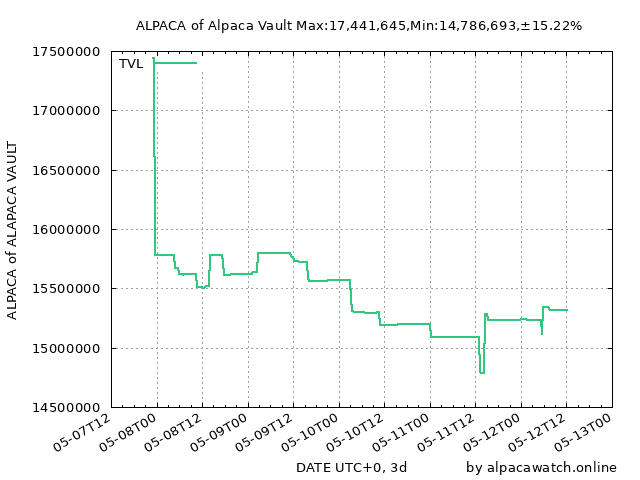 ALPACA of Alpaca Vault Max:17,441,645,Min:14,786,693,±15.22%
17500000
TVL
17000000
16500000
16000000
15500000
15000000
14500000
ALPACA of ALAPACA VAULT
05-07T12
05-08T00
05-08T12
05-09T00
05-09T12
05-10T00
05-10T12
05-11T00
05-11T12
05-12T00
05-12T12
05-13T00
DATE UTC+0, 3d
by alpacawatch.online